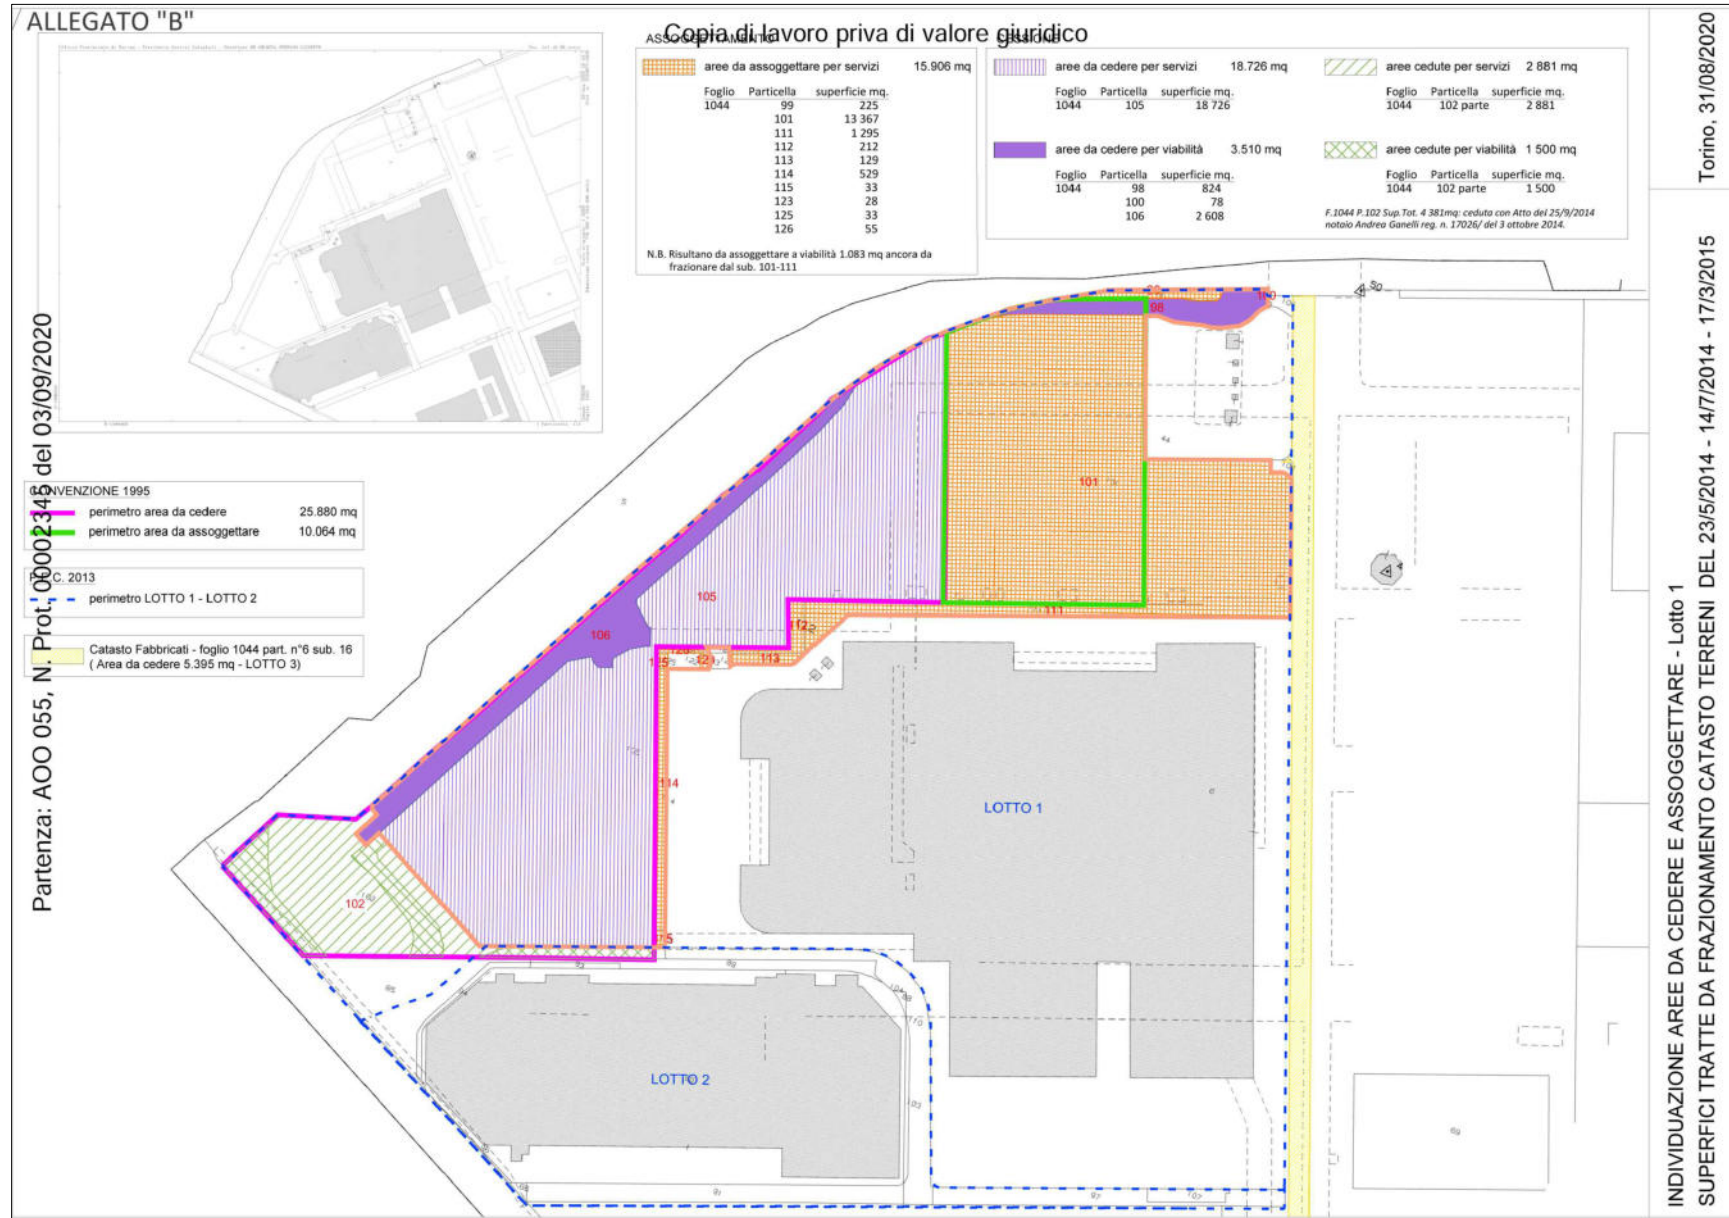 ALLEGATO "B"
Copia di lavoro priva di valore giuridico
ASSOGGETTAMENTO
aree da assoggettare per servizi 15.906 mq
Foglio Particella superficie mq.
1044 99 225
101 13 367
111 1 295
112 212
113 129
114 529
115 33
123 28
125 33
126 55
N.B. Risultano da assoggettare a viabilità 1.083 mq ancora da
frazionare dal sub. 101-111
CESSIONE
aree da cedere per servizi 18.726 mq
Foglio Particella superficie mq.
1044 105 18 726
aree da cedere per viabilità 3.510 mq
Foglio Particella superficie mq.
1044 98 824
100 78
106 2 608
aree cedute per servizi 2 881 mq
Foglio Particella superficie mq.
1044 102 parte 2 881
aree cedute per viabilità 1 500 mq
Foglio Particella superficie mq.
1044 102 parte 1 500
F.1044 P.102 Sup.Tot. 4 381mq: ceduta con Atto del 25/9/2014
notaio Andrea Ganelli reg. n. 17026/ del 3 ottobre 2014.
Torino, 31/08/2020
INDIVIDUAZIONE AREE DA CEDERE E ASSOGGETTARE - Lotto 1
SUPERFICI TRATTE DA FRAZIONAMENTO CATASTO TERRENI DEL 23/5/2014 - 14/7/2014 - 17/3/2015
Partenza: AOO 055, N. Prot. 00002345 del 03/09/2020
CONVENZIONE 1995
perimetro area da cedere 25.880 mq
perimetro area da assoggettare 10.064 mq
P.E.C. 2013
perimetro LOTTO 1 - LOTTO 2
Catasto Fabbricati - foglio 1044 part. n°6 sub. 16
( Area da cedere 5.395 mq - LOTTO 3)
100
98
50
101
105
111
112
106
113
114
102
LOTTO 1
LOTTO 2
103
97
107
91
69